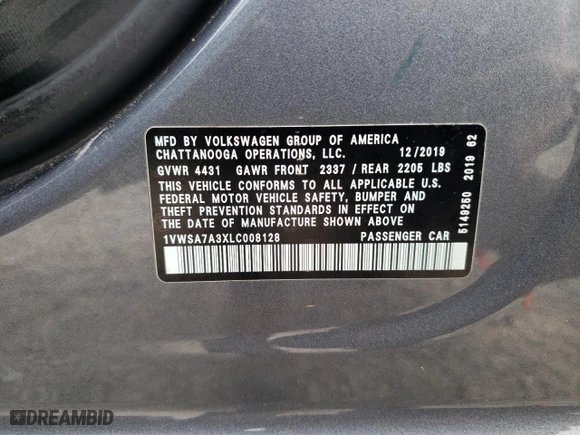 MFD BY VOLKSWAGEN GROUP OF AMERICA
CHATTANOOGA OPERATIONS, LLC. 12/2019
GVWR 4431 GAWR FRONT 2337 / REAR 2205 LBS
THIS VEHICLE CONFORMS TO ALL APPLICABLE U.S.
FEDERAL MOTOR VEHICLE SAFETY, BUMPER AND
THEFT PREVENTION STANDARDS IN EFFECT ON
THE DATE OF MANUFACTURE SHOWN ABOVE
1VWSA7A3XLC008128 PASSENGER CAR
5149250 2019 62
DREAMBID